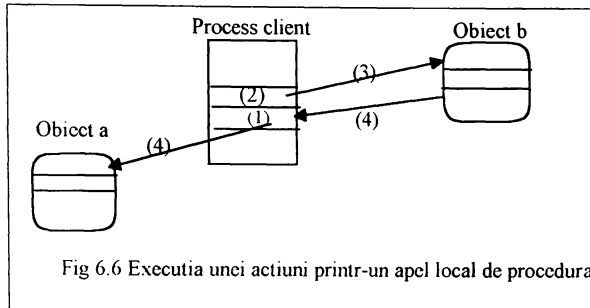 Process client
Obiect b
(3)
(2)
(1)
(4)
Obiect a
(4)
Fig 6.6 Executia unei actiuni printr-un apel local de procedura